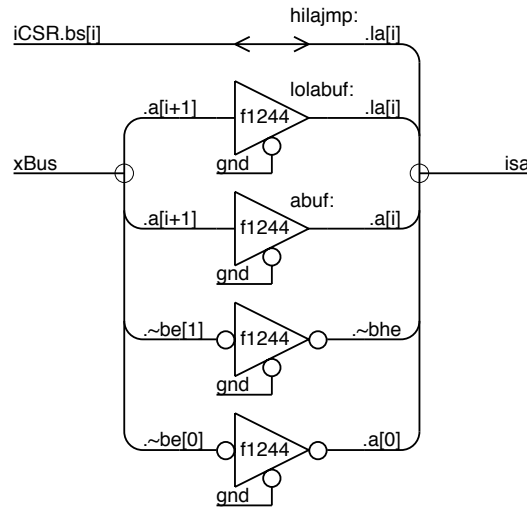 hilajmp:
iCSR.bs[i] .la[i]
lolabuf:
.a[i+1] f1244 .la[i]
gnd
xBus isa
abuf:
.a[i+1] f1244 .a[i]
gnd
.~be[1] f1244 .~bhe
gnd
.~be[0] f1244 .a[0]
gnd